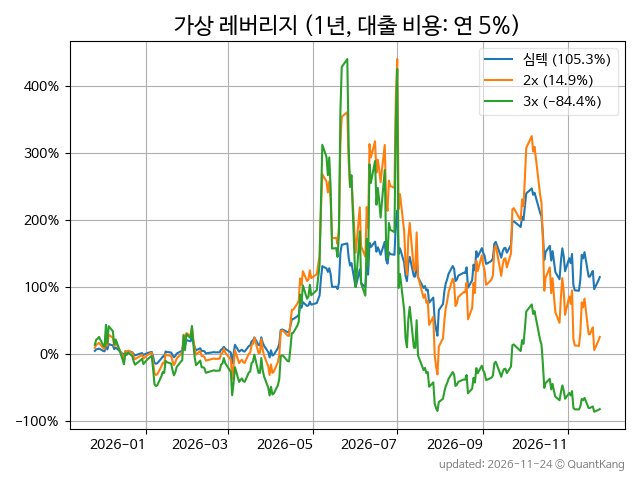 가상 레버리지 (1년, 대출 비용: 연 5%)
심텍 (105.3%)
2x (14.9%)
3x (−84.4%)
400%
300%
200%
100%
0%
−100%
2026-01
2026-03
2026-05
2026-07
2026-09
2026-11
updated: 2026-11-24 © QuantKang